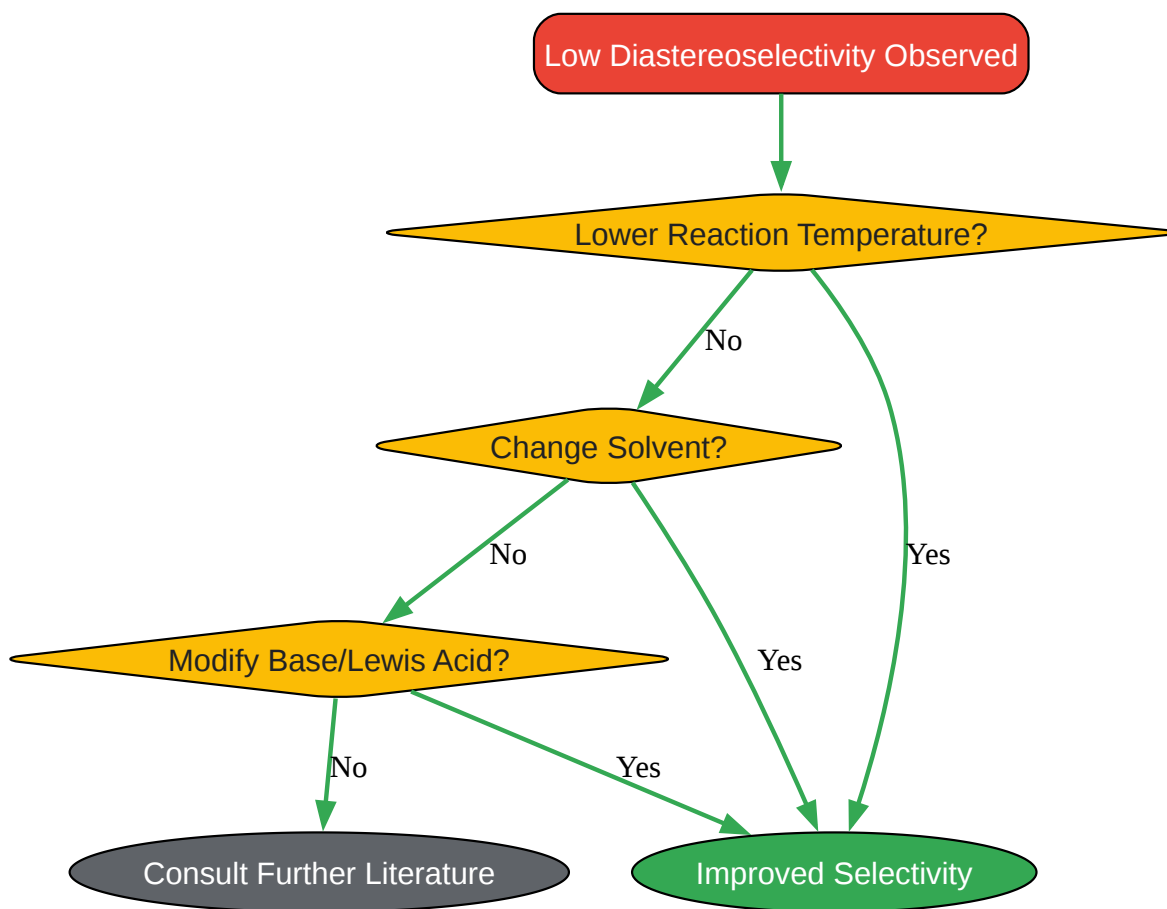 Low Diastereoselectivity Observed
Lower Reaction Temperature?
No
Change Solvent?
No
Yes
Modify Base/Lewis Acid?
Yes
No
Yes
Consult Further Literature
Improved Selectivity